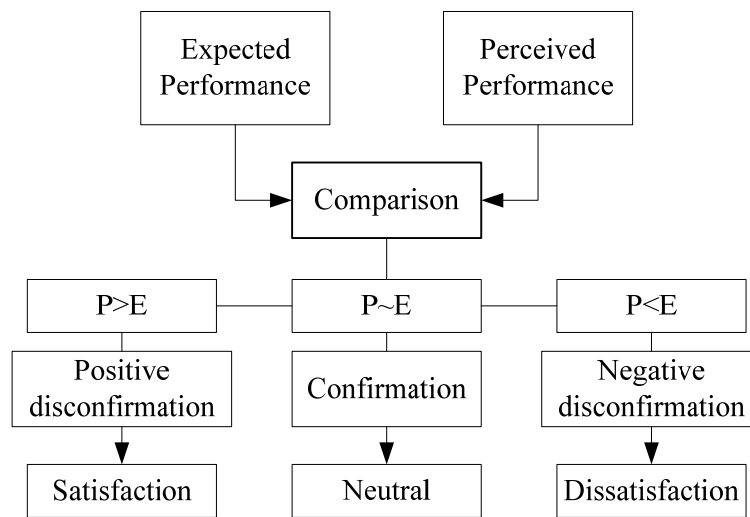 Expected
Performance
Perceived
Performance
Comparison
P>E
P~E
P<E
Positive
disconfirmation
Confirmation
Negative
disconfirmation
Satisfaction
Neutral
Dissatisfaction